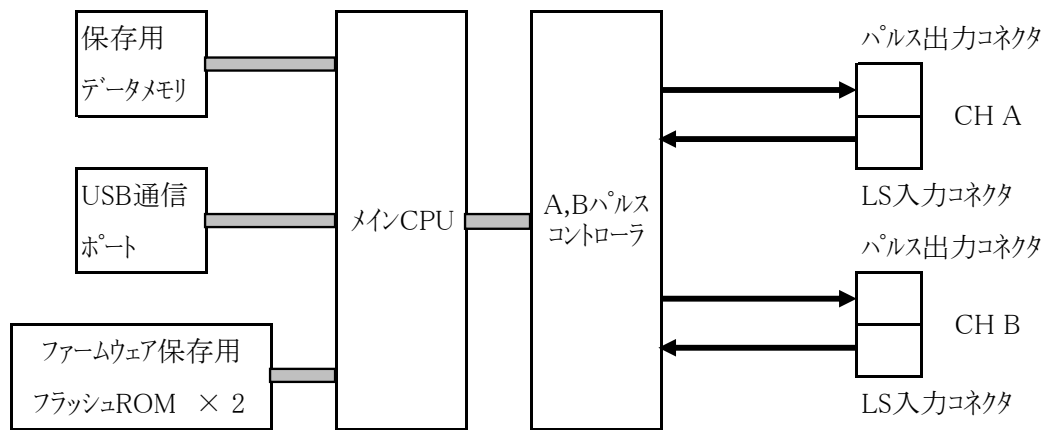 保存用
データメモリ
USB通信
ポート
ファームウェア保存用
フラッシュROM × 2
メインCPU
A,Bパルス
コントローラ
パルス出力コネクタ
CH A
LS入力コネクタ
パルス出力コネクタ
CH B
LS入力コネクタ